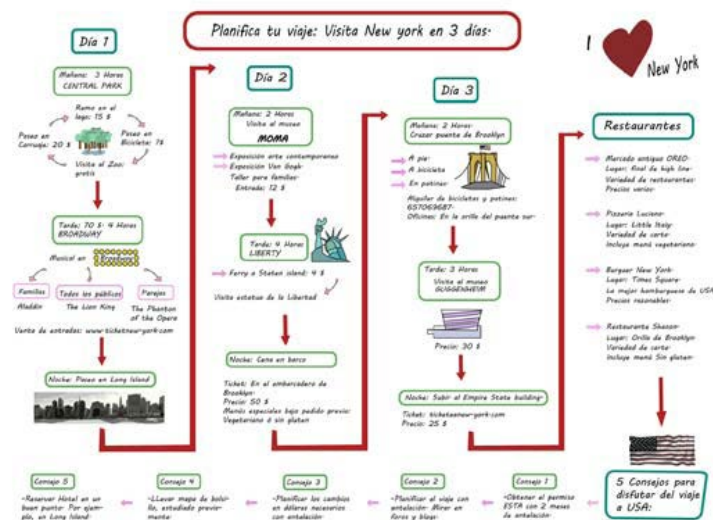 Planifica tu viaje: Visita New york en 3 días.
I
New York
Día 1
Mañana: 3 Horas
CENTRAL PARK
Remo en el
lago: 15 $
Paseo en
Carruaje: 20 $
Paseo en
Bicicleta: 7$
Visita al Zoo:
gratis
Tarde: 70 $. 4 Horas
BROADWAY
Musical en
Broadway
Familias
Aladdin
Todos los públicos
The Lion King
Parejas
The Phanton
of the Opera
Venta de entradas: www.ticketnew-york.com
Noche: Paseo en Long Island
Día 2
Mañana: 2 Horas
Visita al museo
MOMA
Exposición arte contemporaneo
Exposición Van Gogh.
Taller para familias.
Entrada: 12 $
Tarde: 4 Horas
LIBERTY
Ferry a Staten island: 4 $
Visita estatua de la Libertad
Noche: Cena en barco
Ticket: En el embarcadero de
Brooklyn.
Precio: 50 $
Menús especiales bajo pedido previo:
Vegetariano ó sin gluten
Día 3
Mañana: 2 Horas.
Cruzar puente de Brooklyn
A pie.
A bicicleta
En patines.
Alquiler de bicicletas y patines:
657069687.
Oficinas: En la orilla del puente sur.
Tarde: 3 Horas
Visita al museo
GUGGENHEIM
Precio: 30 $
Noche: Subir al Empire State building.
Ticket: ticketsnew-york.com
Precio: 25 $
Restaurantes
Mercado antiguo OREO.
Lugar: final de high line.
Variedad de restaurantes.
Precios varios.
Pizzeria Luciano.
Lugar: Little Italy.
Variedad de carta.
Incluye menú vegetariano.
Burguer New York.
Lugar: Times Square.
La mejor hamburguesa de USA
Precios razonables.
Restaurante Shazan.
Lugar: Orilla de Brooklyn.
Variedad de carta.
Incluye menú Sin gluten.
5 Consejos para
disfutar del viaje
a USA:
Consejo 1
-Obtener el permiso
ESTA con 2 meses
de antelación.
Consejo 2
-Planificar el viaje con
antelación. Mirar en
foros y blogs.
Consejo 3
-Planificar los cambios
en dólares necesarios
con antelación.
Consejo 4
-LLevar mapa de bolsi-
llo, estudiado previa-
mente.
Consejo 5
-Reservar Hotel en un
buen punto. Por ejem-
plo, en Long Island.